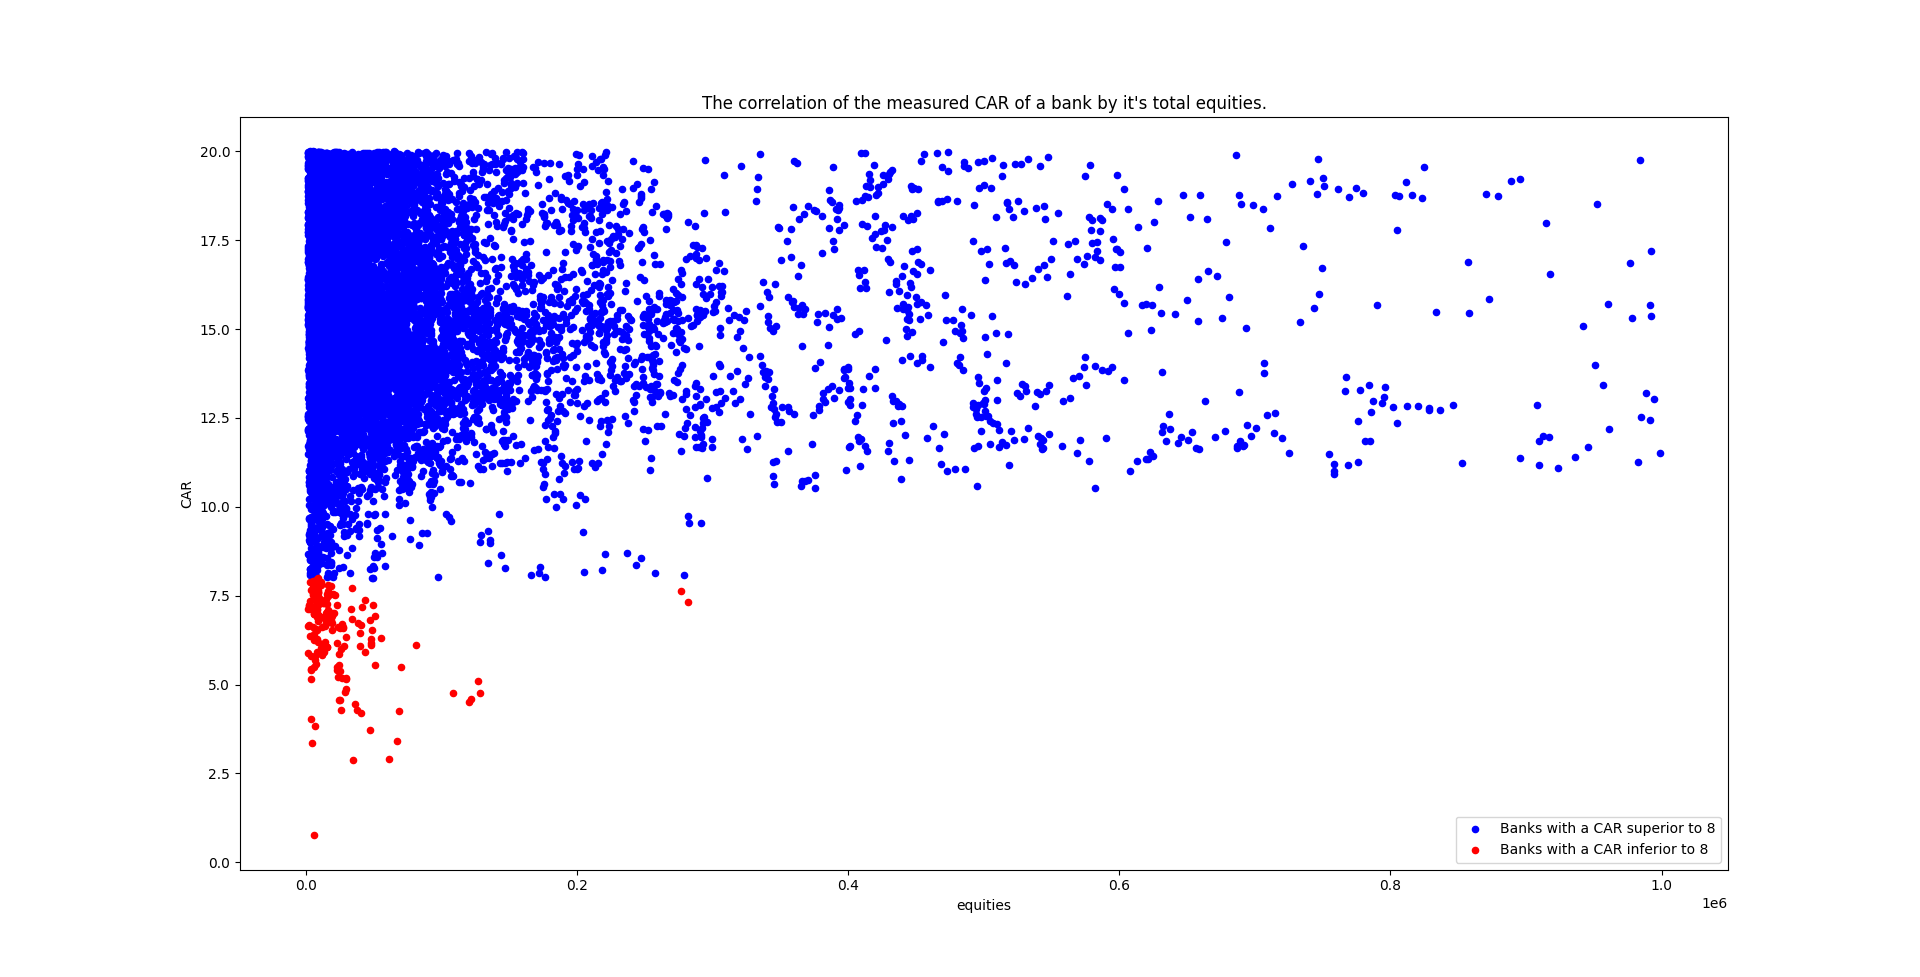 The correlation of the measured CAR of a bank by it's total equities.
20.0
17.5
15.0
12.5
10.0
7.5
5.0
2.5
0.0
CAR
Banks with a CAR superior to 8
Banks with a CAR inferior to 8
0.0 0.2 0.4 0.6 0.8 1.0
1e6
equities